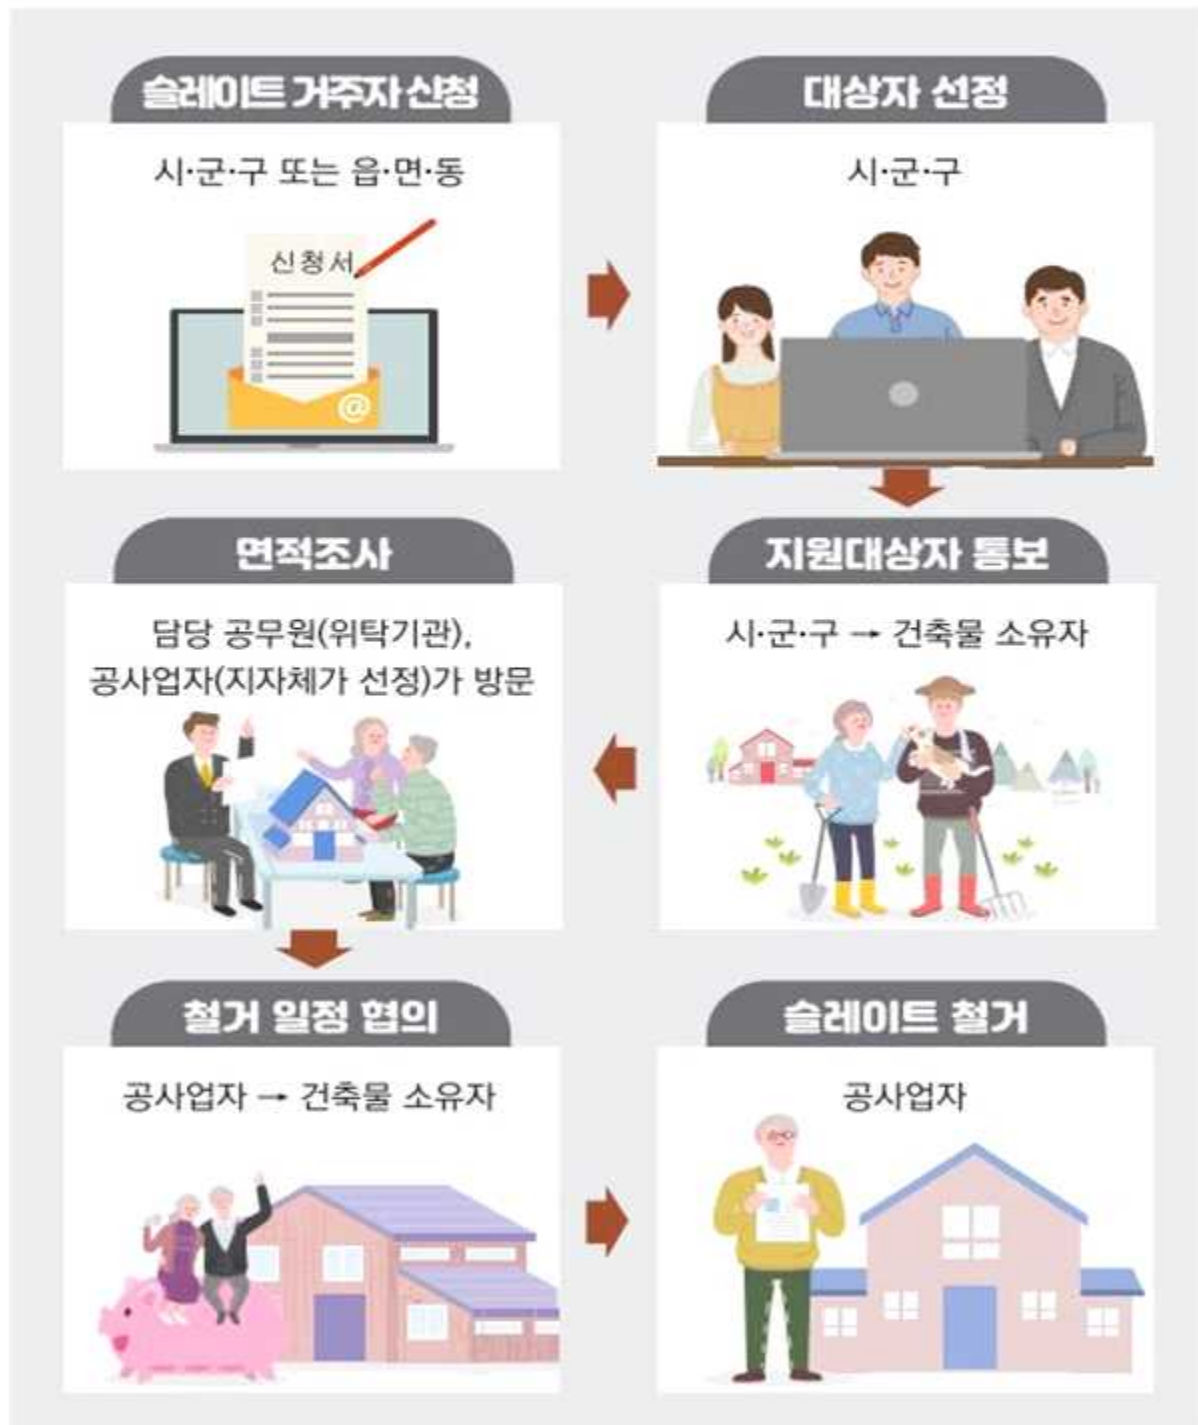 슬레이트 거주자 신청
시·군·구 또는 읍·면·동
신청서
@
대상자 선정
시·군·구
지원대상자 통보
시·군·구 → 건축물 소유자
면적조사
담당 공무원(위탁기관),
공사업자(지자체가 선정)가 방문
철거 일정 협의
공사업자 → 건축물 소유자
슬레이트 철거
공사업자